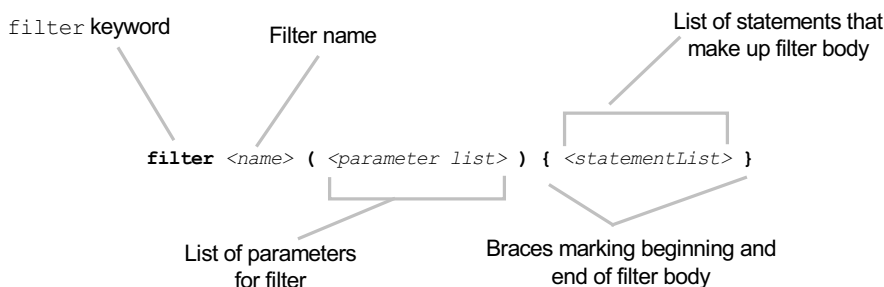 filter keyword
Filter name
List of statements that
make up filter body
filter <name> ( <parameter list> ) { <statementList> }
List of parameters
for filter
Braces marking beginning and
end of filter body